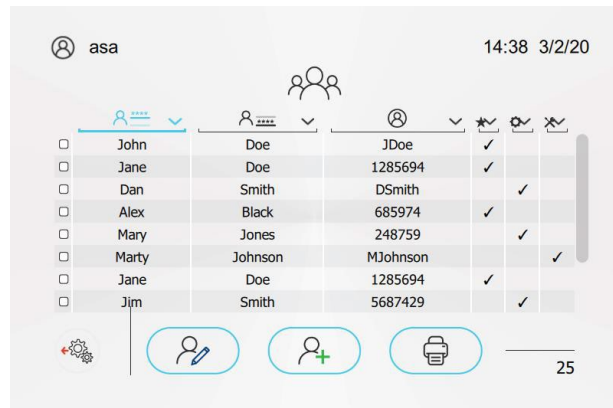 asa 14:38 3/2/20
John Doe JDoe ✓
Jane Doe 1285694 ✓
Dan Smith DSmith ✓
Alex Black 685974 ✓
Mary Jones 248759 ✓
Marty Johnson MJohnson ✓
Jane Doe 1285694 ✓
Jim Smith 5687429 ✓
25